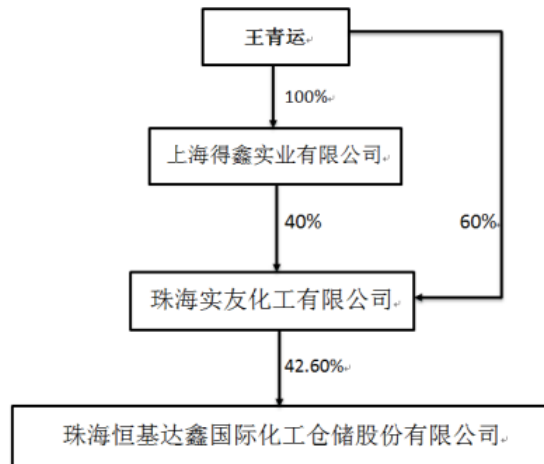 王青运
100%
上海得鑫实业有限公司
40%
60%
珠海实友化工有限公司
42.60%
珠海恒基达鑫国际化工仓储股份有限公司